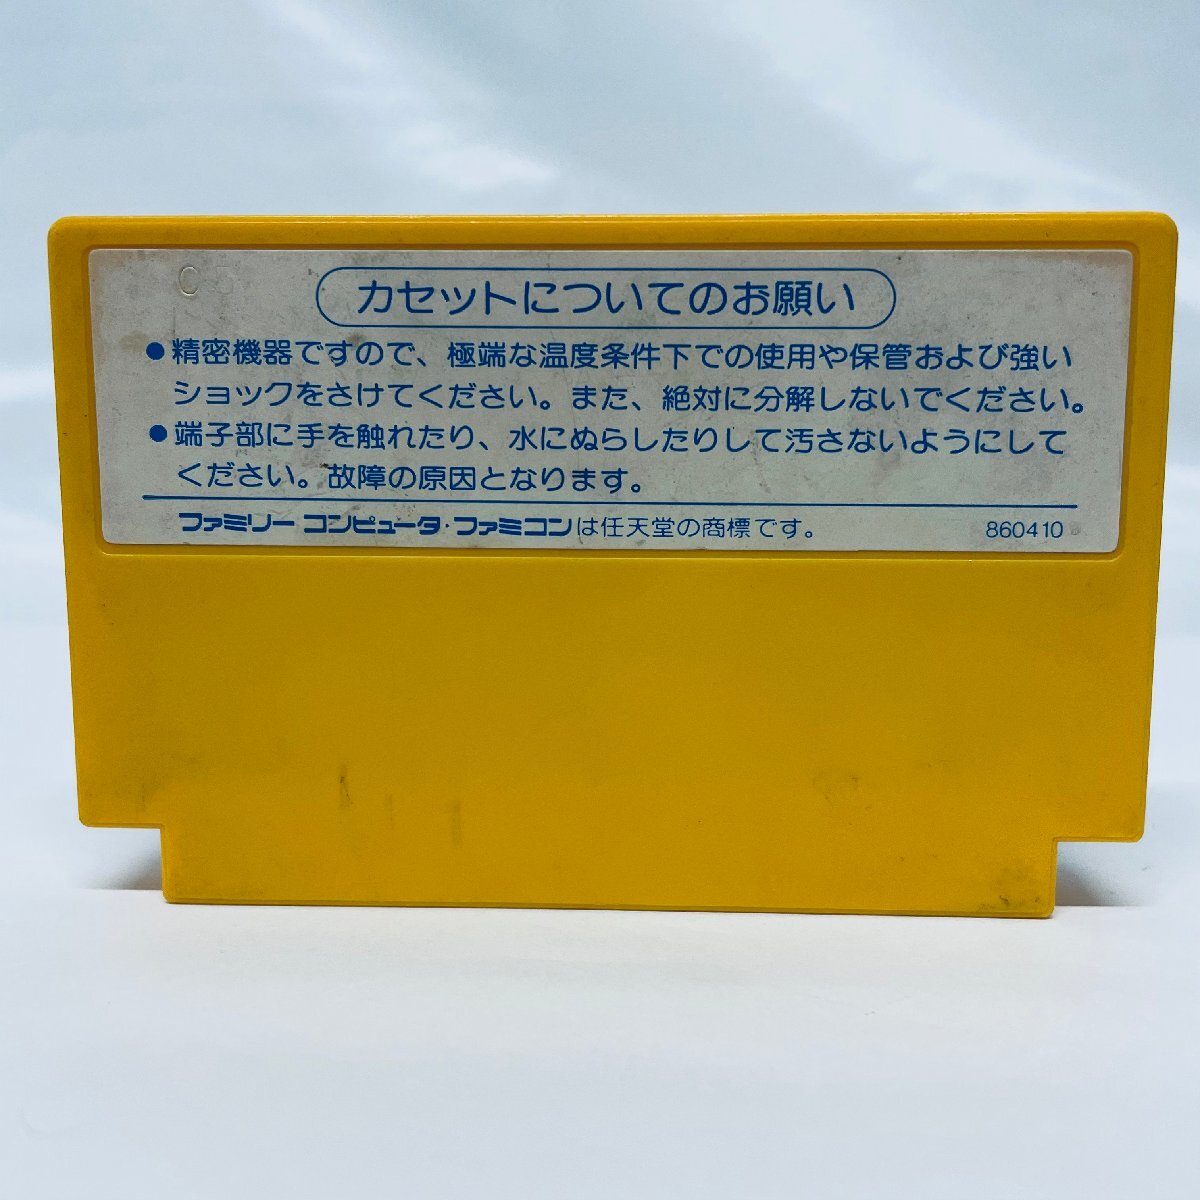 カセットについてのお願い
●精密機器ですので、極端な温度条件下での使用や保管および強い
ショックをさけてください。また、絶対に分解しないでください。
●端子部に手を触れたり、水にぬらしたりして汚さないようにして
ください。故障の原因となります。
ファミリー コンピュータ・ファミコンは任天堂の商標です。 860410